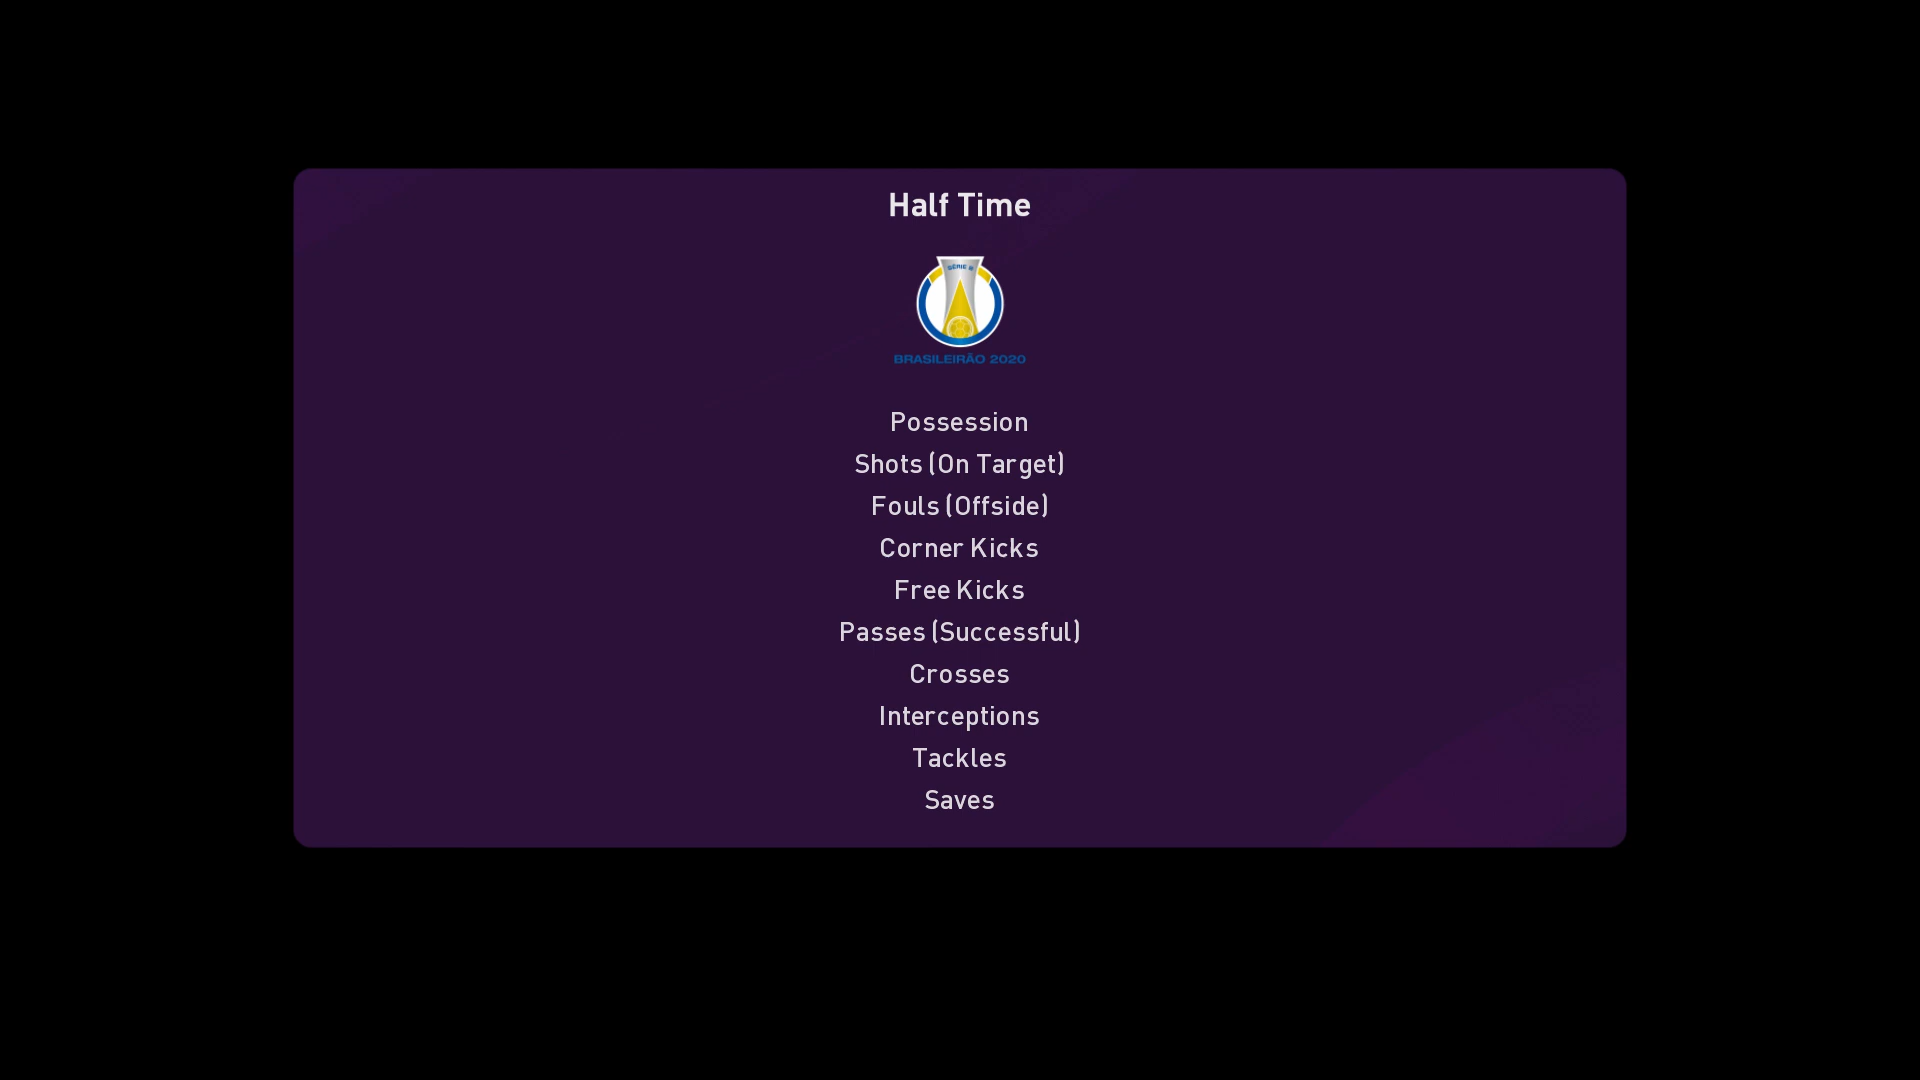 Half Time
SÉRIE B
BRASILEIRÃO 2020
Possession
Shots (On Target)
Fouls (Offside)
Corner Kicks
Free Kicks
Passes (Successful)
Crosses
Interceptions
Tackles
Saves